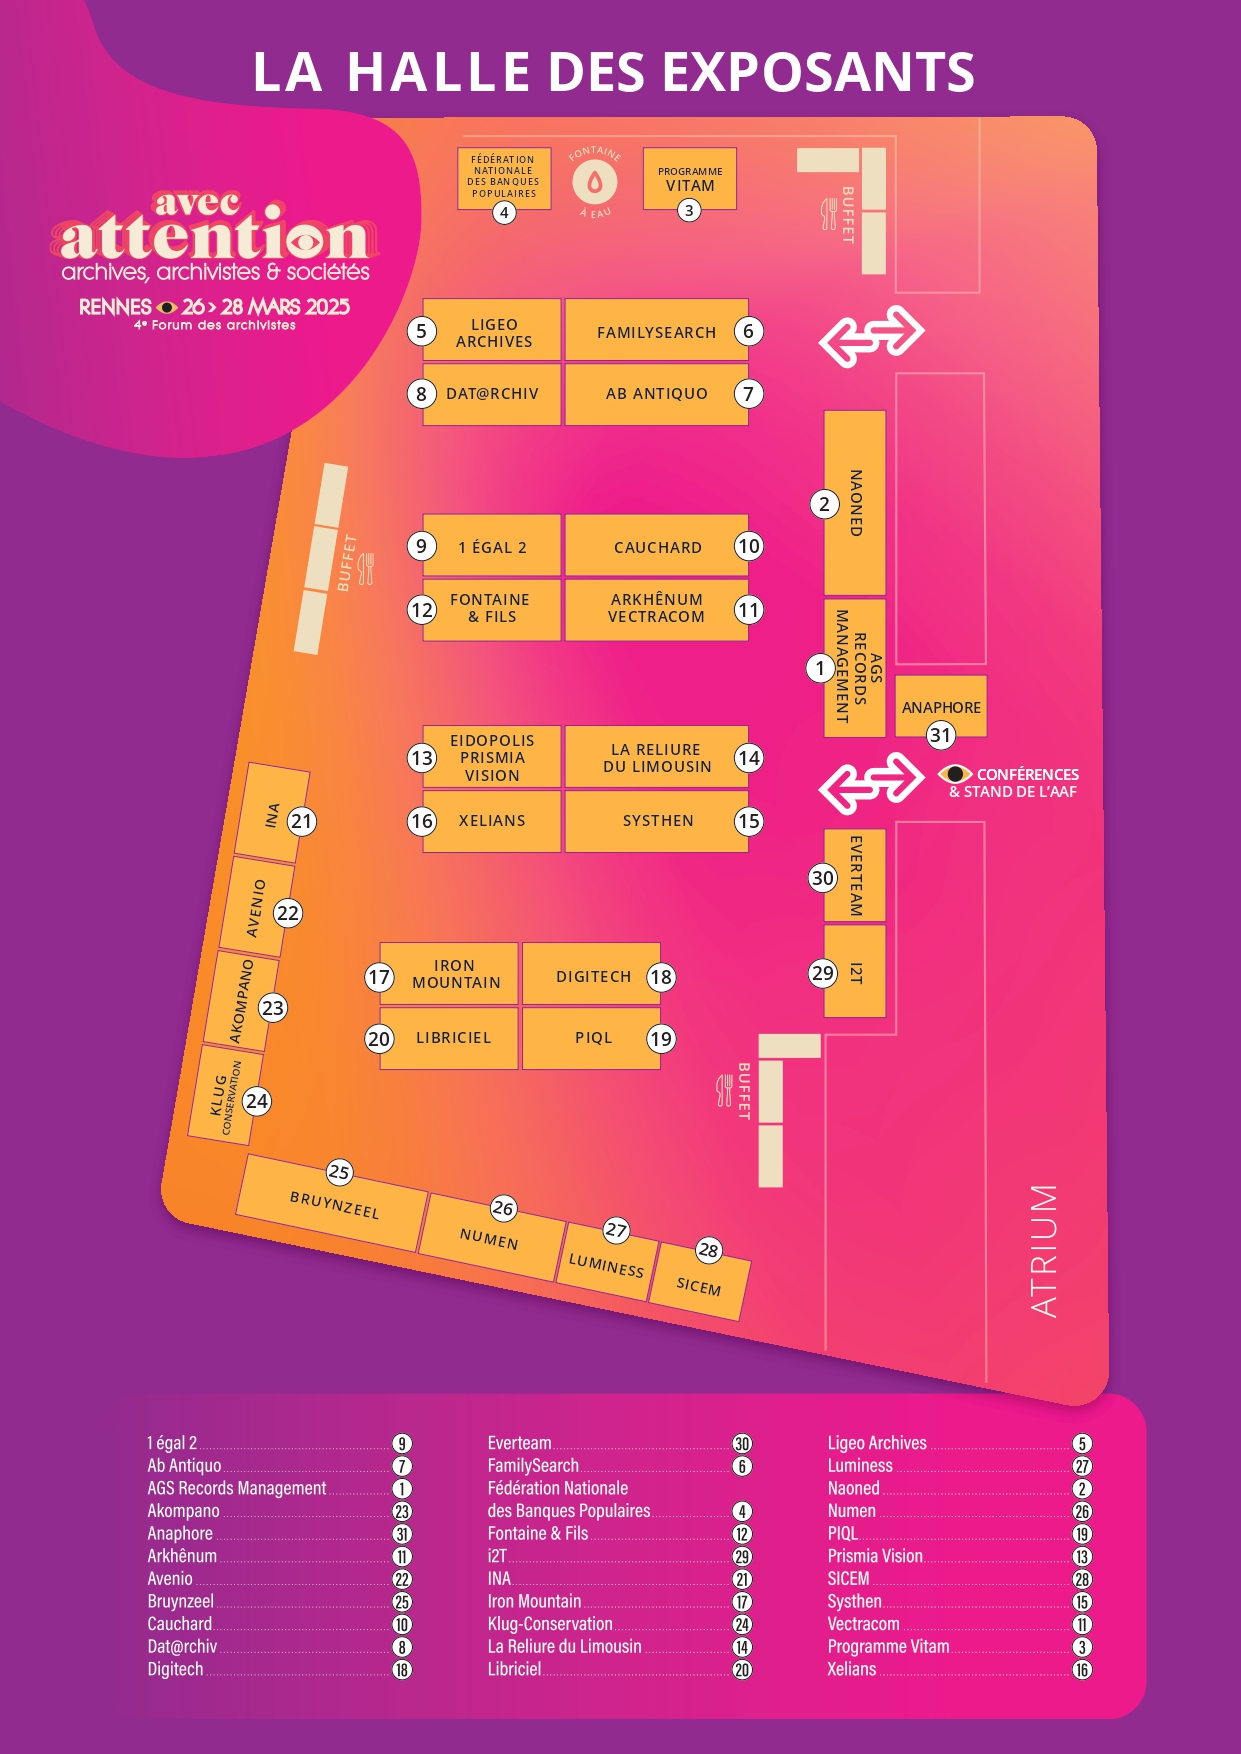 LA HALLE DES EXPOSANTS
avec
attention
archives, archivistes & sociétés
RENNES 26 > 28 MARS 2025
4e Forum des archivistes
FÉDÉRATION
NATIONALE
DES BANQUES
POPULAIRES
4
FONTAINE
À EAU
PROGRAMME
VITAM
3
BUFFET
5
LIGEO
ARCHIVES
FAMILYSEARCH
6
8
DAT@RCHIV
AB ANTIQUO
7
2
NAONED
BUFFET
9
1 ÉGAL 2
CAUCHARD
10
12
FONTAINE
& FILS
ARKHÊNUM
VECTRACOM
11
1
AGS
RECORDS
MANAGEMENT
ANAPHORE
31
13
EIDOPOLIS
PRISMIA
VISION
LA RELIURE
DU LIMOUSIN
14
CONFÉRENCES
& STAND DE L'AAF
16
XELIANS
SYSTHEN
15
INA
21
AVENIO
22
AKOMPANO
23
KLUG
CONSERVATION
24
30
EVERTEAM
29
I2T
17
IRON
MOUNTAIN
DIGITECH
18
20
LIBRICIEL
PIQL
19
BUFFET
25
BRUYNZEEL
26
NUMEN
27
LUMINESS
28
SICEM
ATRIUM
1 égal 2 9
Ab Antiquo 7
AGS Records Management 1
Akompano 23
Anaphore 31
Arkhênum 11
Avenio 22
Bruynzeel 25
Cauchard 10
Dat@rchiv 8
Digitech 18
Everteam 30
FamilySearch 6
Fédération Nationale
des Banques Populaires 4
Fontaine & Fils 12
i2T 29
INA 21
Iron Mountain 17
Klug-Conservation 24
La Reliure du Limousin 14
Libriciel 20
Ligeo Archives 5
Luminess 27
Naoned 2
Numen 26
PIQL 19
Prismia Vision 13
SICEM 28
Systhen 15
Vectracom 11
Programme Vitam 3
Xelians 16